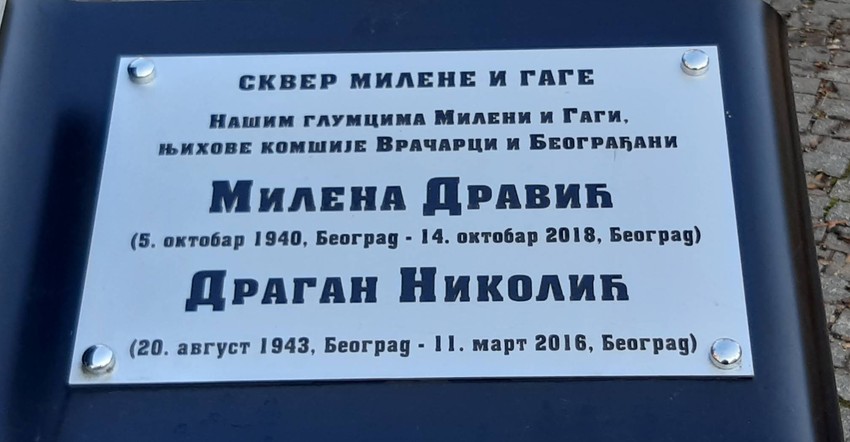 СКВЕР МИЛЕНЕ И ГАГЕ
Нашим глумцима Милени и Гаги,
њихове комшије Врачарци и Београђани
Милена Дравић
(5. октобар 1940, Београд - 14. октобар 2018, Београд)
Драган Николић
(20. август 1943, Београд - 11. март 2016, Београд)